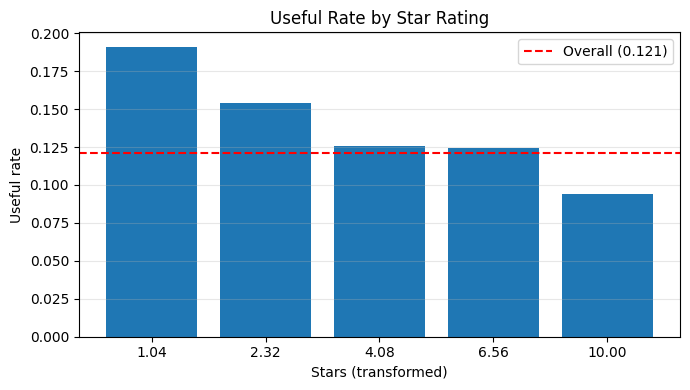 Useful Rate by Star Rating
Overall (0.121)
0.200
0.175
0.150
0.125
0.100
0.075
0.050
0.025
0.000
Useful rate
1.04 2.32 4.08 6.56 10.00
Stars (transformed)